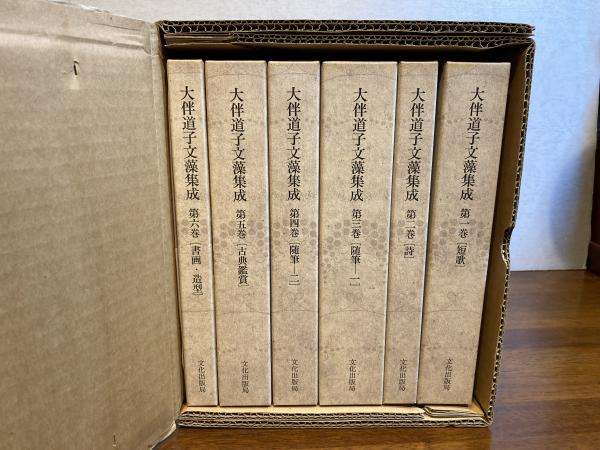 大伴道子文藻集成 第一巻［短歌］ 文化出版局
大伴道子文藻集成 第二巻［詩］ 文化出版局
大伴道子文藻集成 第三巻［随筆—一］ 文化出版局
大伴道子文藻集成 第四巻［随筆—二］ 文化出版局
大伴道子文藻集成 第五巻［古典鑑賞］ 文化出版局
大伴道子文藻集成 第六巻［書画・造型］ 文化出版局